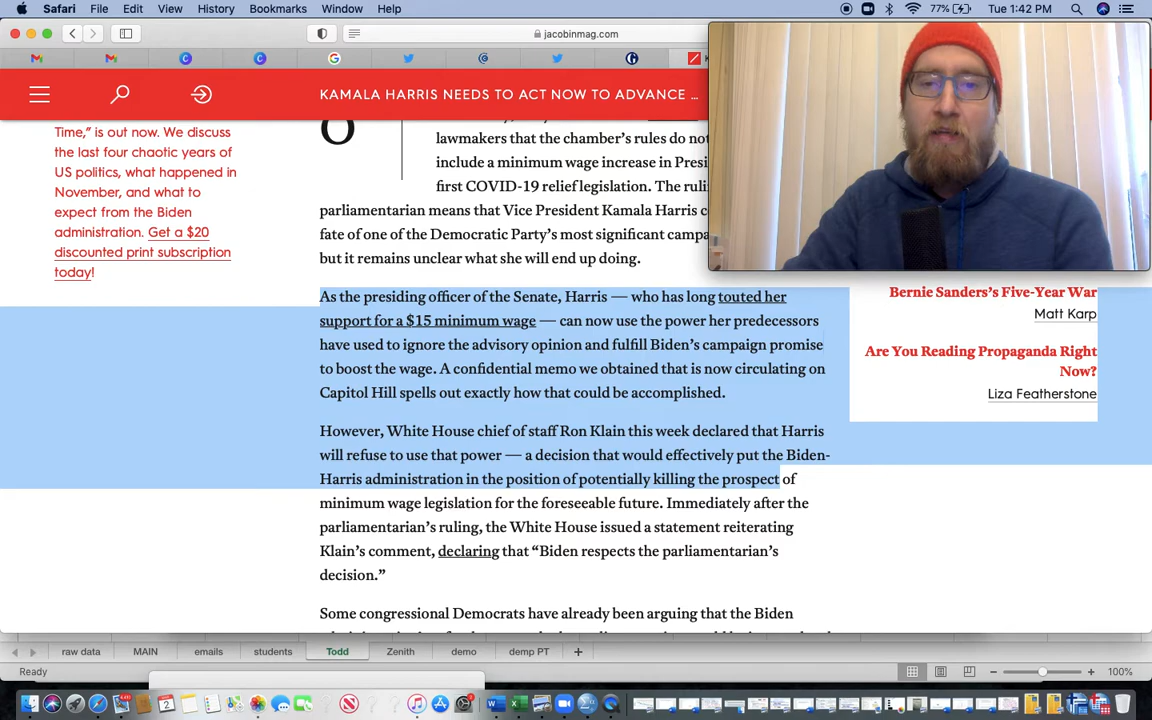 Safari File Edit View History Bookmarks Window Help 77% Tue 1:42 PM
jacobinmag.com
KAMALA HARRIS NEEDS TO ACT NOW TO ADVANCE ...
Time,” is out now. We discuss
the last four chaotic years of
US politics, what happened in
November, and what to
expect from the Biden
administration. Get a $20
discounted print subscription
today!
O
lawmakers that the chamber’s rules do not
include a minimum wage increase in Presi
first COVID-19 relief legislation. The rulin
parliamentarian means that Vice President Kamala Harris c
fate of one of the Democratic Party’s most significant campa
but it remains unclear what she will end up doing.
As the presiding officer of the Senate, Harris — who has long touted her
support for a $15 minimum wage — can now use the power her predecessors
have used to ignore the advisory opinion and fulfill Biden’s campaign promise
to boost the wage. A confidential memo we obtained that is now circulating on
Capitol Hill spells out exactly how that could be accomplished.
However, White House chief of staff Ron Klain this week declared that Harris
will refuse to use that power — a decision that would effectively put the Biden-
Harris administration in the position of potentially killing the prospect of
minimum wage legislation for the foreseeable future. Immediately after the
parliamentarian’s ruling, the White House issued a statement reiterating
Klain’s comment, declaring that “Biden respects the parliamentarian’s
decision.”
Some congressional Democrats have already been arguing that the Biden
Bernie Sanders’s Five-Year War
Matt Karp
Are You Reading Propaganda Right
Now?
Liza Featherstone
raw data MAIN emails students Todd Zenith demo demp PT
Ready 100%